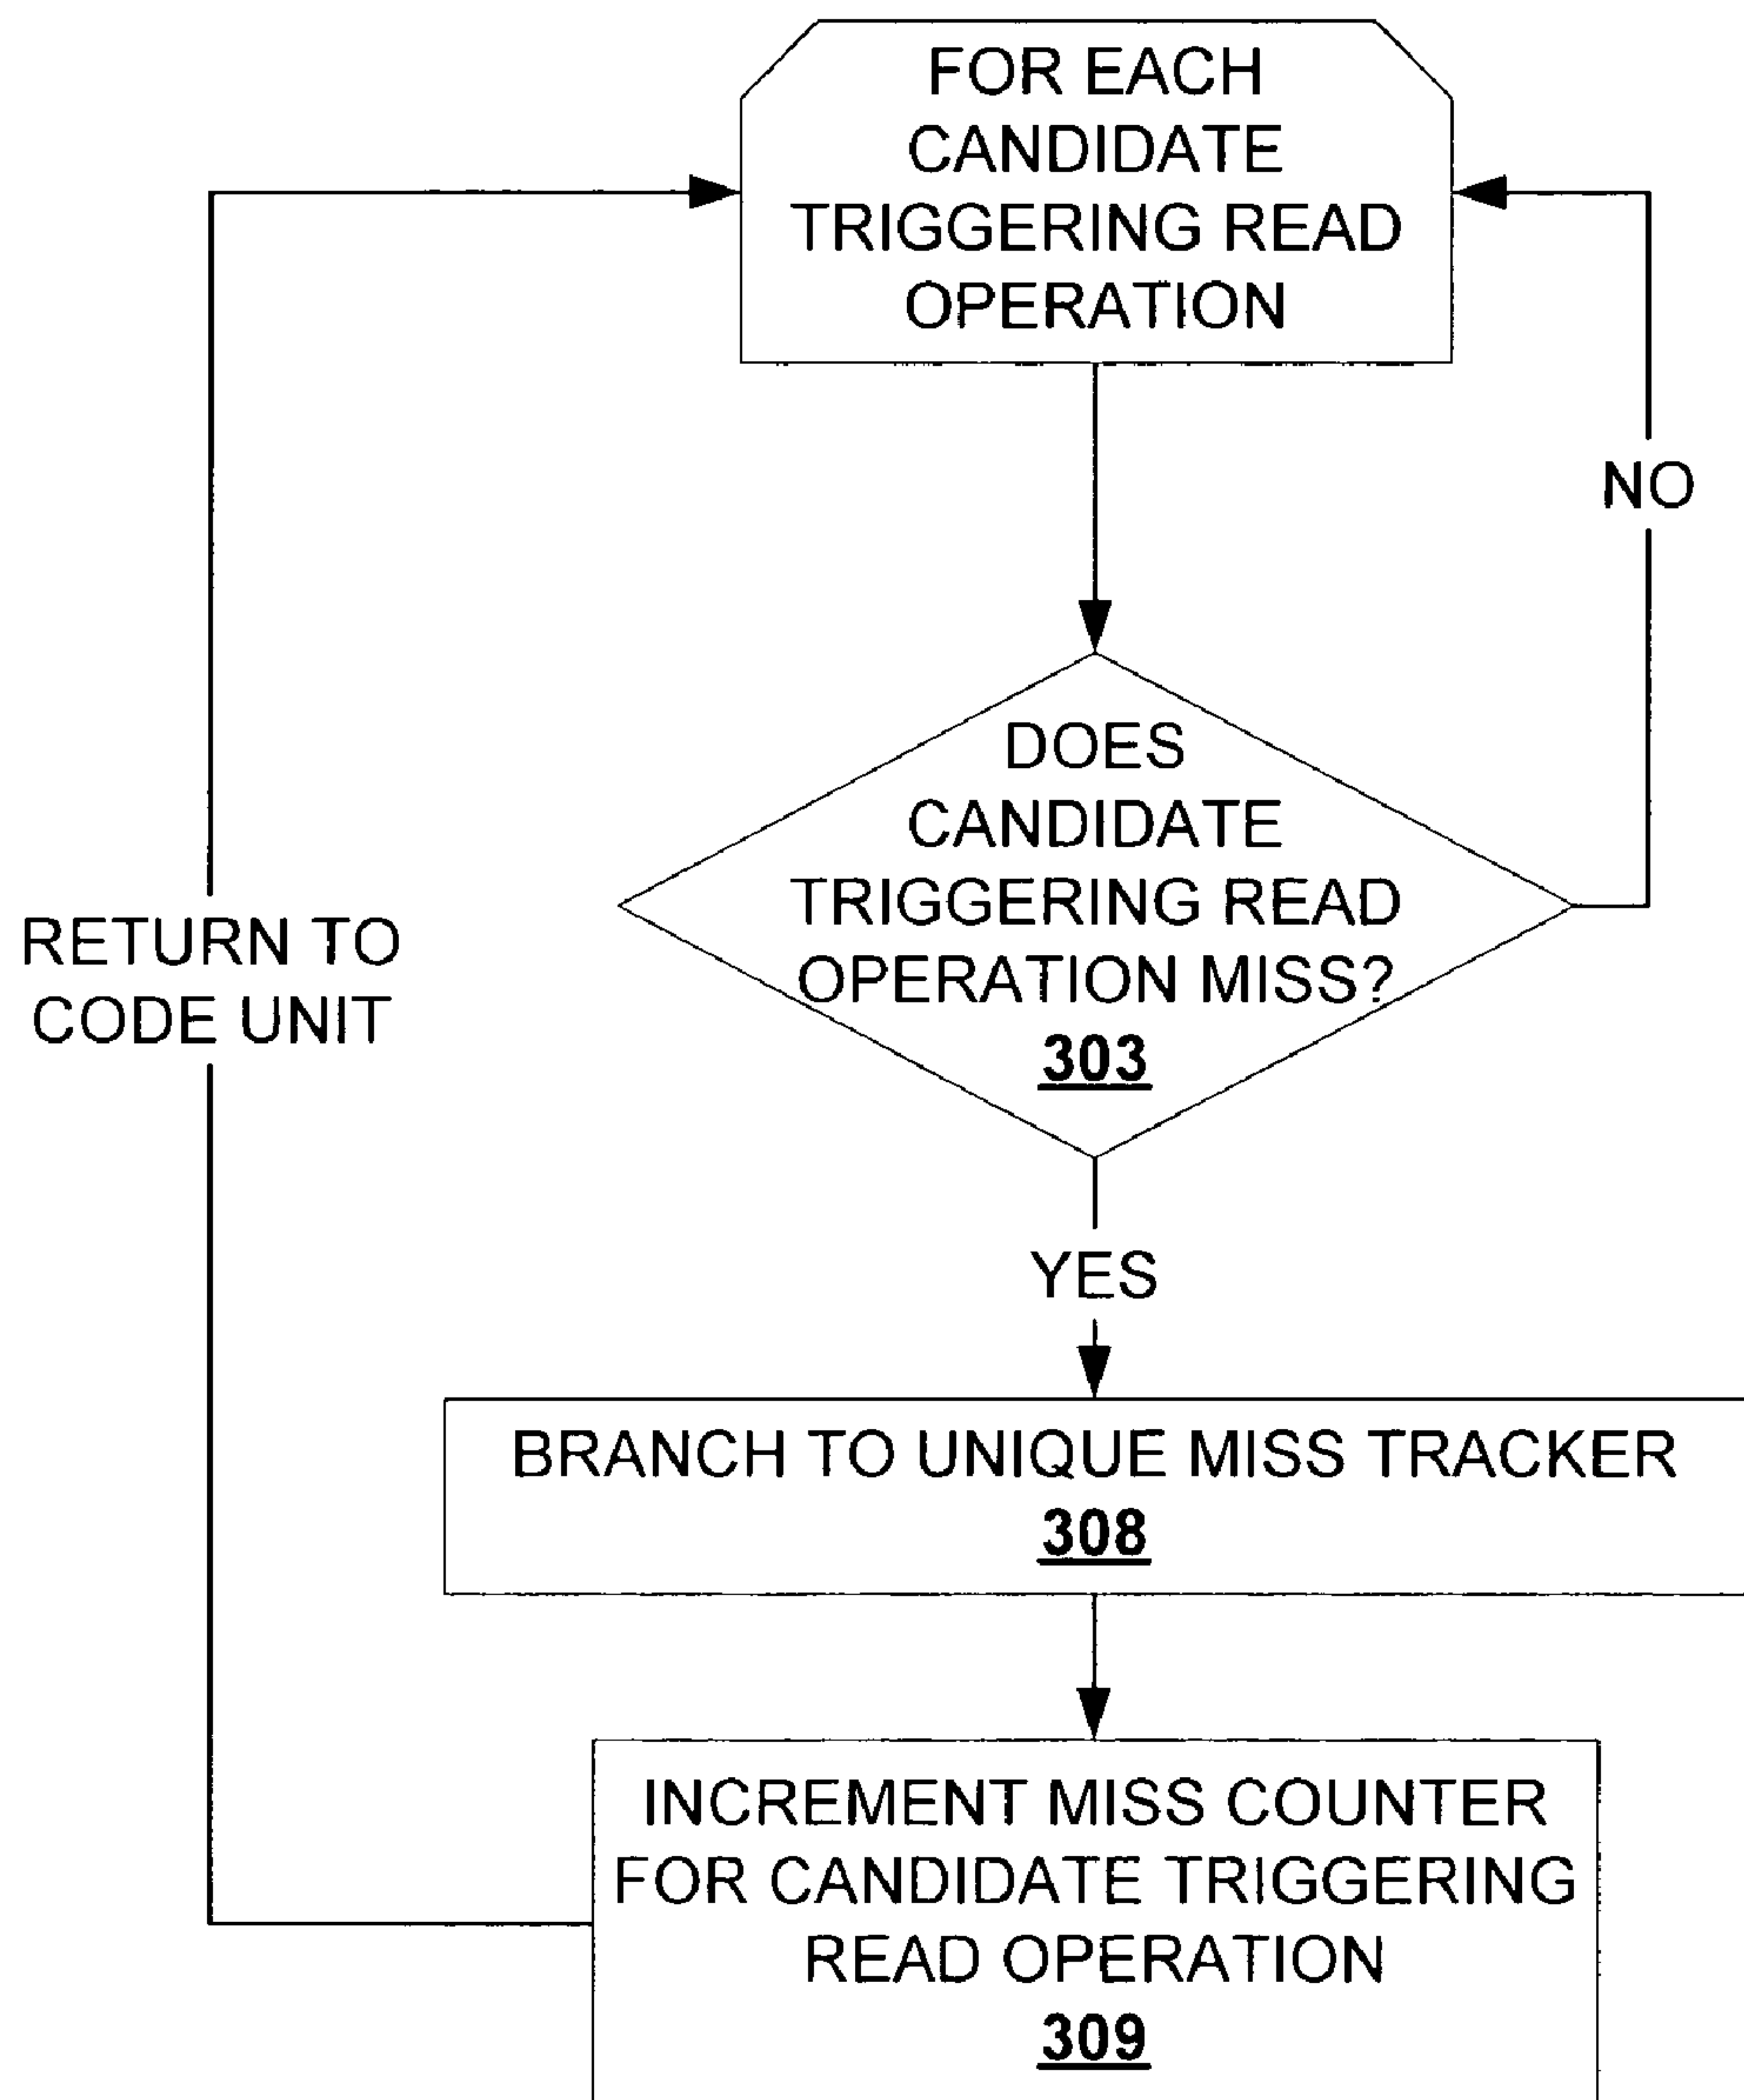 FOR EACH
CANDIDATE
TRIGGERING READ
OPERATION
NO
DOES
CANDIDATE
TRIGGERING READ
OPERATION MISS?
303
RETURN TO
CODE UNIT
YES
BRANCH TO UNIQUE MISS TRACKER
308
INCREMENT MISS COUNTER
FOR CANDIDATE TRIGGERING
READ OPERATION
309